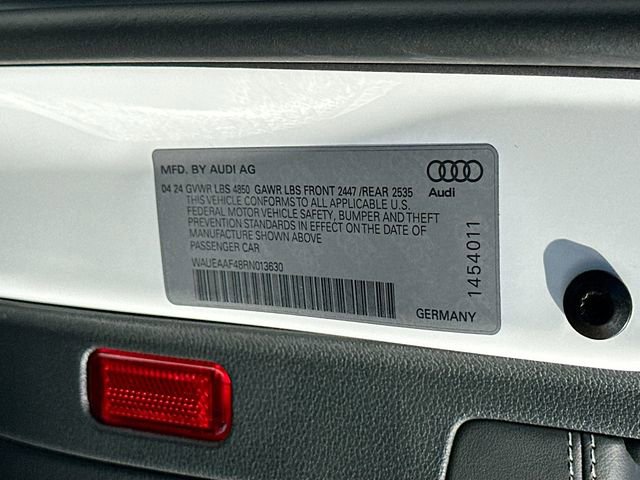 MFD. BY AUDI AG
Audi
04 24 GVWR LBS 4850 GAWR LBS FRONT 2447 /REAR 2535
THIS VEHICLE CONFORMS TO ALL APPLICABLE U.S.
FEDERAL MOTOR VEHICLE SAFETY, BUMPER AND THEFT
PREVENTION STANDARDS IN EFFECT ON THE DATE OF
MANUFACTURE SHOWN ABOVE
PASSENGER CAR
WAUEAAF48RN013630
1454011
GERMANY